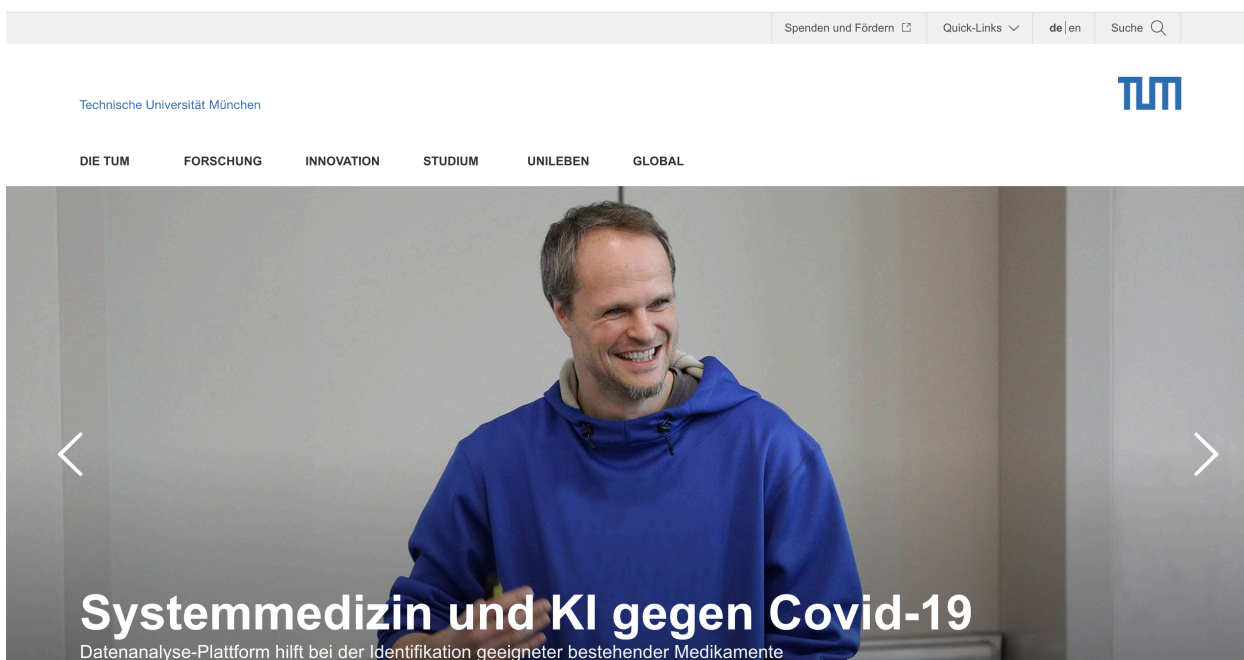 Spenden und Fördern Quick-Links de|en Suche
TUM
Technische Universität München
DIE TUM FORSCHUNG INNOVATION STUDIUM UNILEBEN GLOBAL
Systemmedizin und KI gegen Covid-19
Datenanalyse-Plattform hilft bei der Identifikation geeigneter bestehender Medikamente